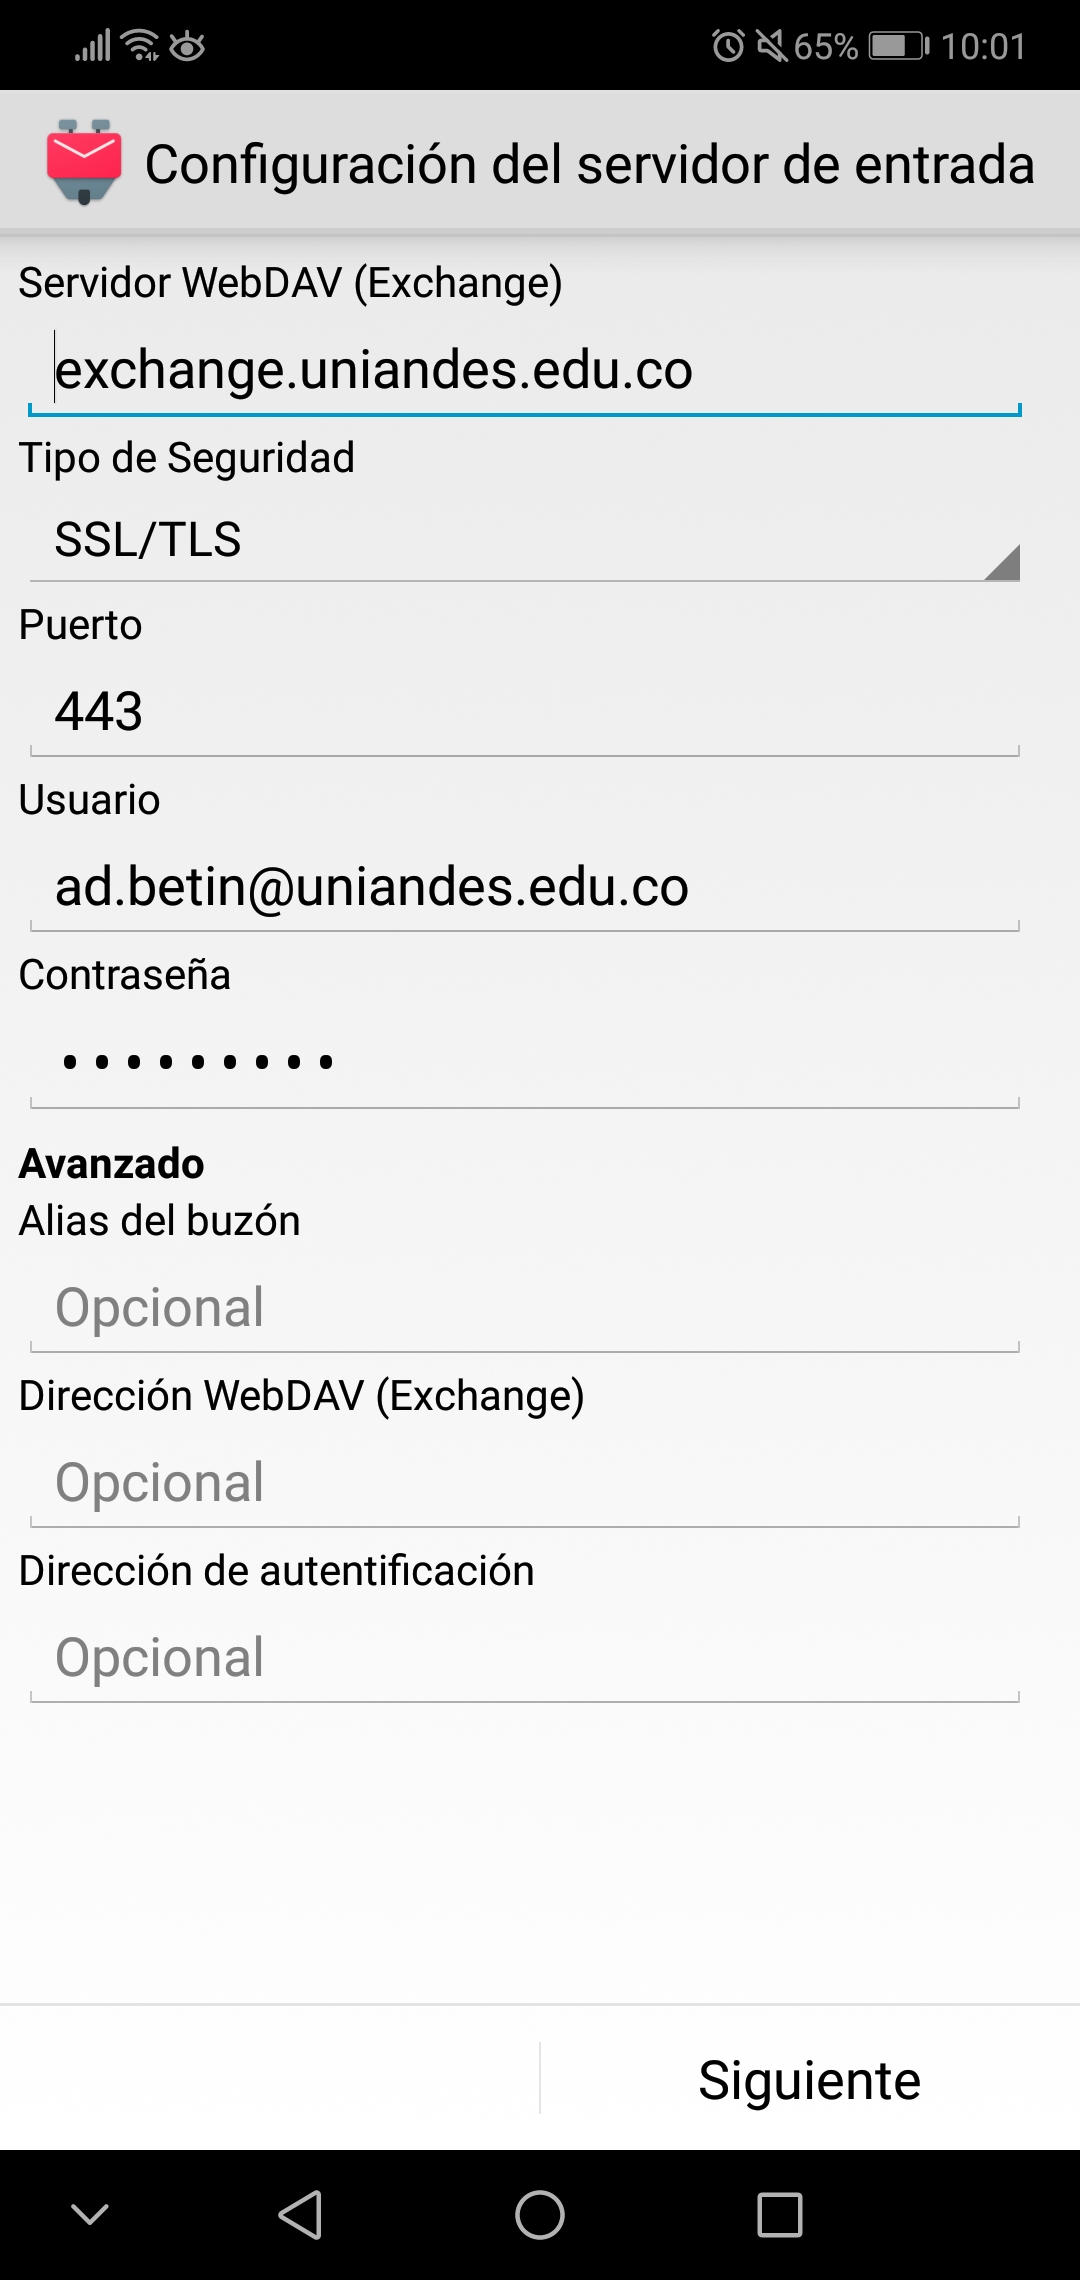 65% 10:01
Configuración del servidor de entrada
Servidor WebDAV (Exchange)
exchange.uniandes.edu.co
Tipo de Seguridad
SSL/TLS
Puerto
443
Usuario
ad.betin@uniandes.edu.co
Contraseña
•••••••••
Avanzado
Alias del buzón
Opcional
Dirección WebDAV (Exchange)
Opcional
Dirección de autentificación
Opcional
Siguiente